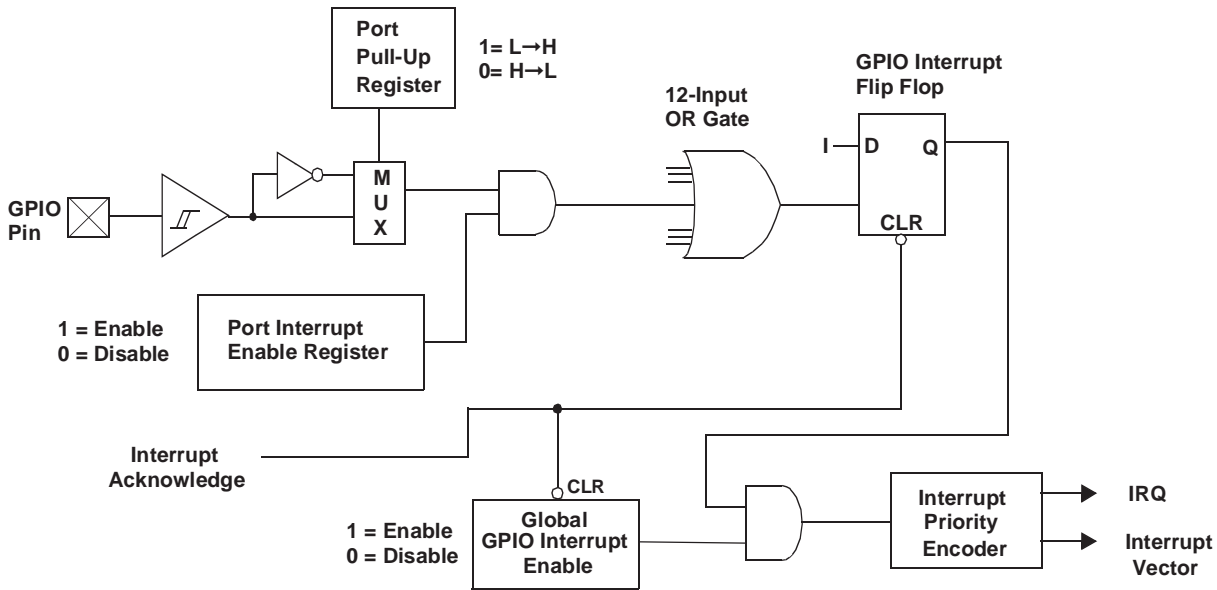 Port
Pull-Up
Register
1= L→H
0= H→L
GPIO Interrupt
Flip Flop
12-Input
OR Gate
I
D
Q
CLR
M
U
X
GPIO
Pin
1 = Enable
0 = Disable
Port Interrupt
Enable Register
Interrupt
Acknowledge
CLR
1 = Enable
0 = Disable
Global
GPIO Interrupt
Enable
Interrupt
Priority
Encoder
IRQ
Interrupt
Vector